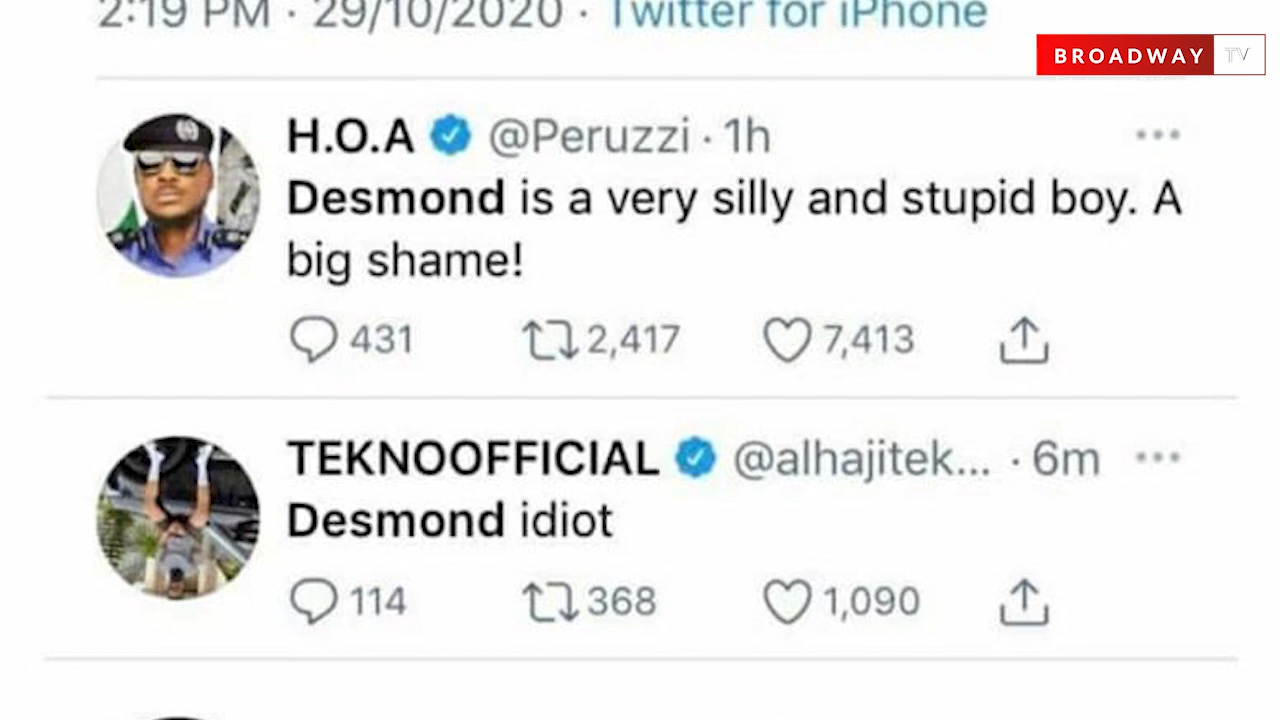 2:19 PM · 29/10/2020 · Twitter for iPhone
BROADWAY TV
H.O.A @Peruzzi · 1h
Desmond is a very silly and stupid boy. A
big shame!
431 2,417 7,413
TEKNOOFFICIAL @alhajitek... · 6m
Desmond idiot
114 368 1,090